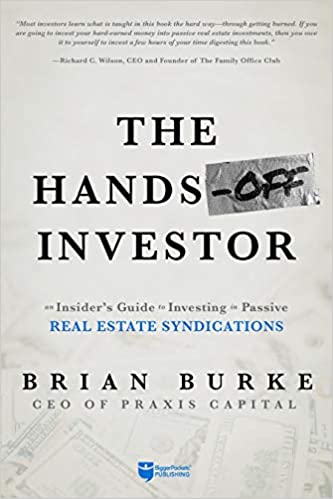 "Most investors learn what is taught in this book the hard way—through getting burned. If you
are going to invest your hard-earned money into passive real estate investments, then you owe
it to yourself to invest a few hours of your time digesting this book."
—Richard C. Wilson, CEO and Founder of The Family Office Club
THE
HANDS-OFF
INVESTOR
an Insider's Guide to Investing in Passive
REAL ESTATE SYNDICATIONS
BRIAN BURKE
CEO OF PRAXIS CAPITAL
BiggerPockets®
PUBLISHING